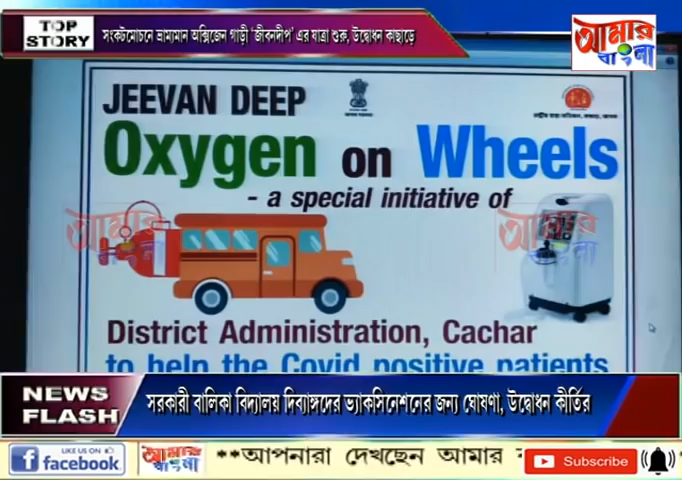 TOP
STORY
সংকটমোচনে ভ্রাম্যমান অক্সিজেন গাড়ী 'জীবনদীপ' এর যাত্রা শুরু, উদ্বোধন কাছাড়ে
আমার
বাংলা
JEEVAN DEEP
Oxygen on Wheels
- a special initiative of
আমার
বাংলা
আমার
বাংলা
District Administration, Cachar
to help the Covid positive patients
NEWS
FLASH
সরকারী বালিকা বিদ্যালয় দিব্যাঙ্গদের ভ্যাকসিনেশনের জন্য ঘোষণা, উদ্বোধন কীর্তির
LIKE US ON
facebook
আমার
বাংলা
**আপনারা দেখছেন আমার
Subscribe